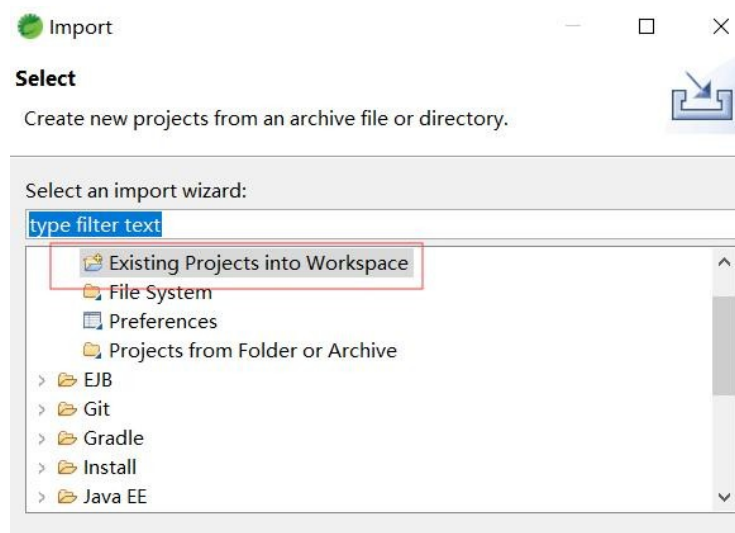 Import
Select
Create new projects from an archive file or directory.
Select an import wizard:
type filter text
Existing Projects into Workspace
File System
Preferences
Projects from Folder or Archive
EJB
Git
Gradle
Install
Java EE